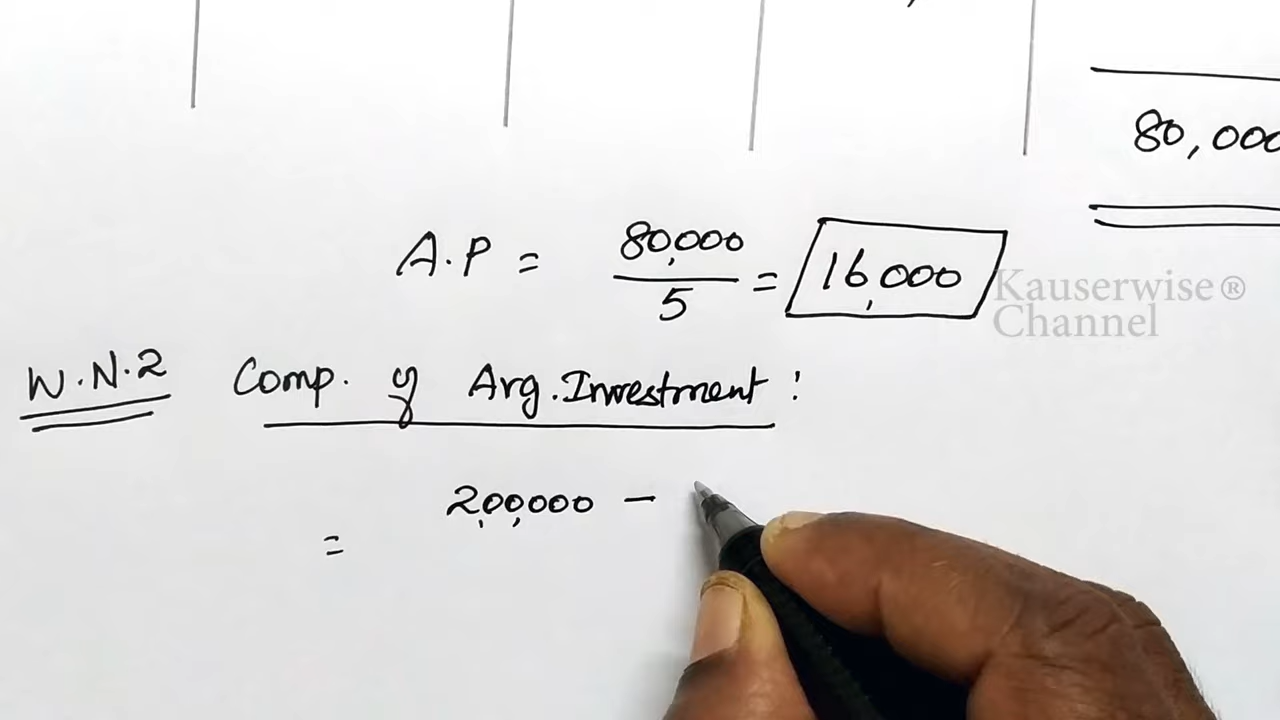 80,000
A.P = 80,000 / 5 = 16,000
Kauserwise®
Channel
W.N.2 Comp. of Avg. Investment :
= 2,00,000 –